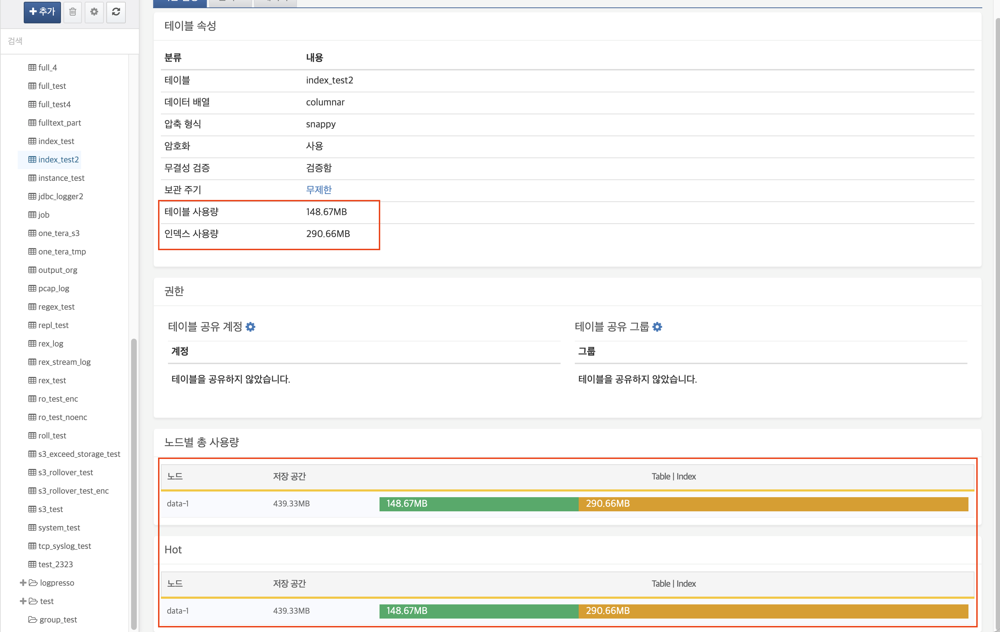 추가
검색
full_4
full_test
full_test4
fulltext_part
index_test
index_test2
instance_test
jdbc_logger2
job
one_tera_s3
one_tera_tmp
output_org
pcap_log
regex_test
repl_test
rex_log
rex_stream_log
rex_test
ro_test_enc
ro_test_noenc
roll_test
s3_exceed_storage_test
s3_rollover_test
s3_rollover_test_enc
s3_test
system_test
tcp_syslog_test
test_2323
logpresso
test
group_test
테이블 속성
분류 내용
테이블 index_test2
데이터 배열 columnar
압축 형식 snappy
암호화 사용
무결성 검증 검증함
보관 주기 무제한
테이블 사용량 148.67MB
인덱스 사용량 290.66MB
권한
테이블 공유 계정
계정
테이블을 공유하지 않았습니다.
테이블 공유 그룹
그룹
테이블을 공유하지 않았습니다.
노드별 총 사용량
노드 저장 공간 Table | Index
data-1 439.33MB 148.67MB 290.66MB
Hot
노드 저장 공간 Table | Index
data-1 439.33MB 148.67MB 290.66MB